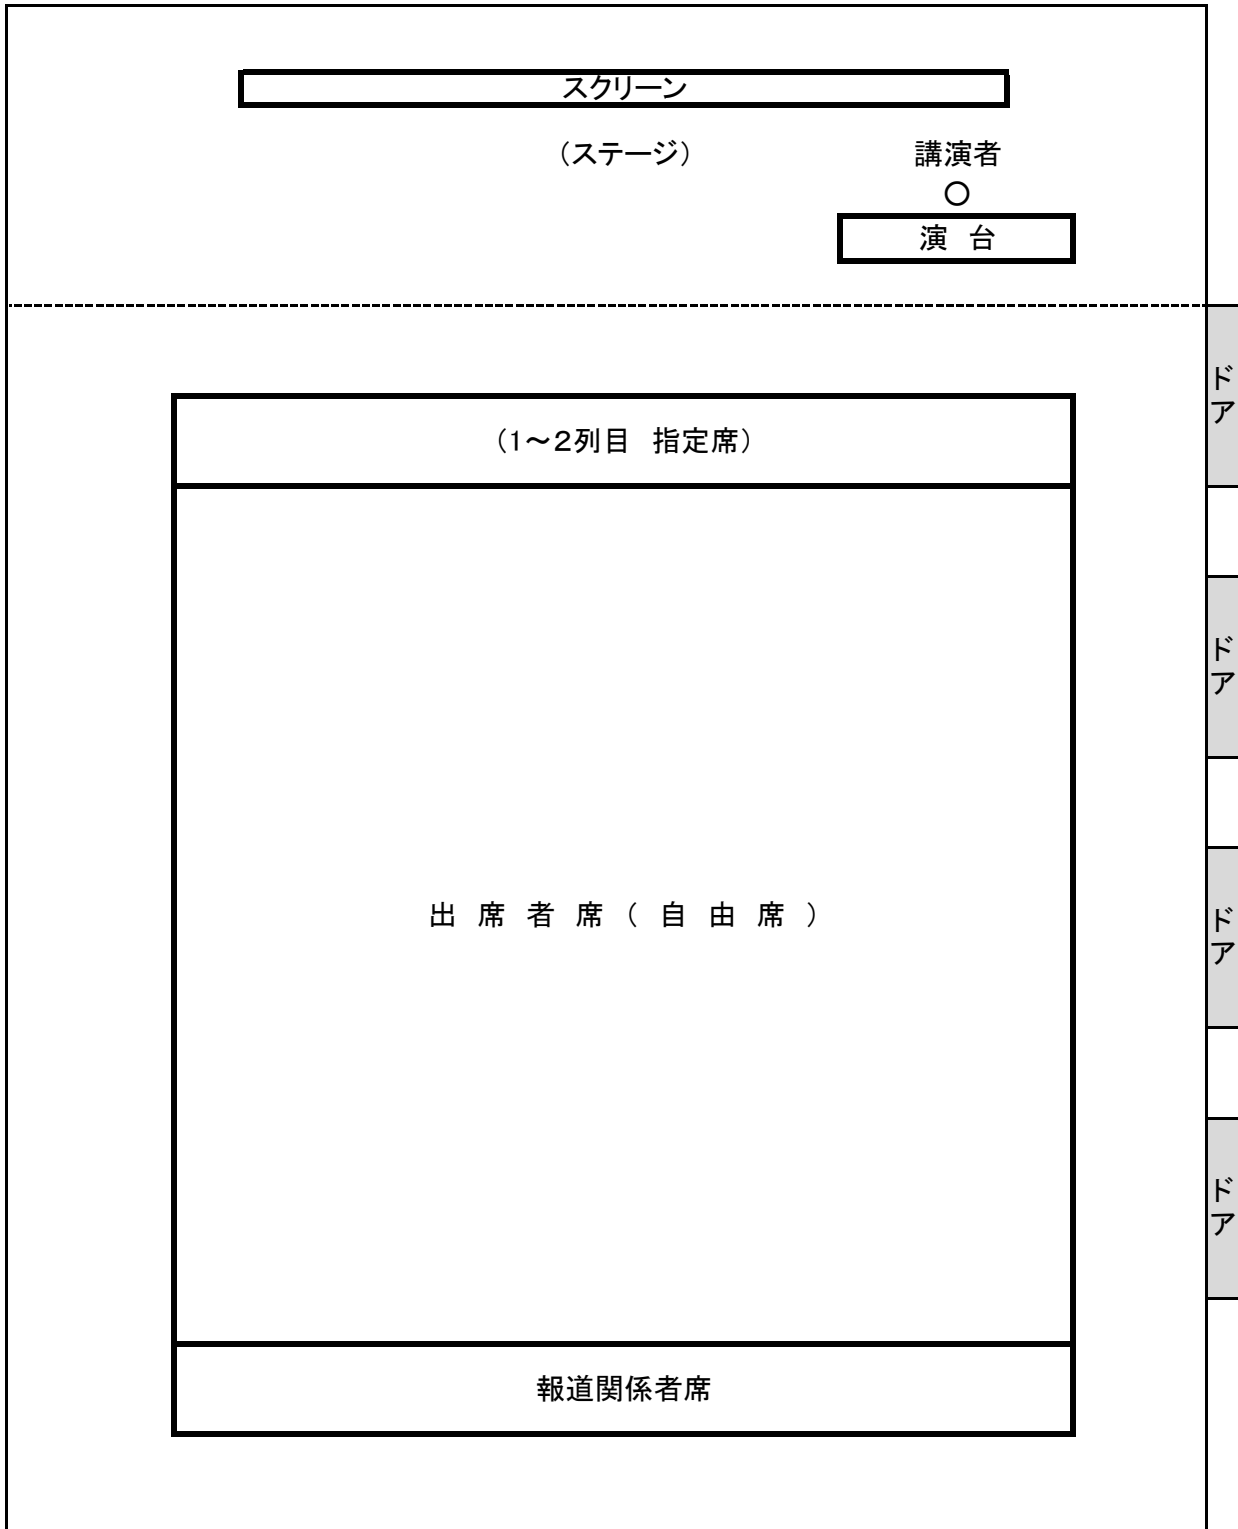 スクリーン
（ステージ）
講演者
○
演　台
ドア
（1～2列目　指定席）
ドア
出　席　者　席　（　自　由　席　）
ドア
ドア
報道関係者席